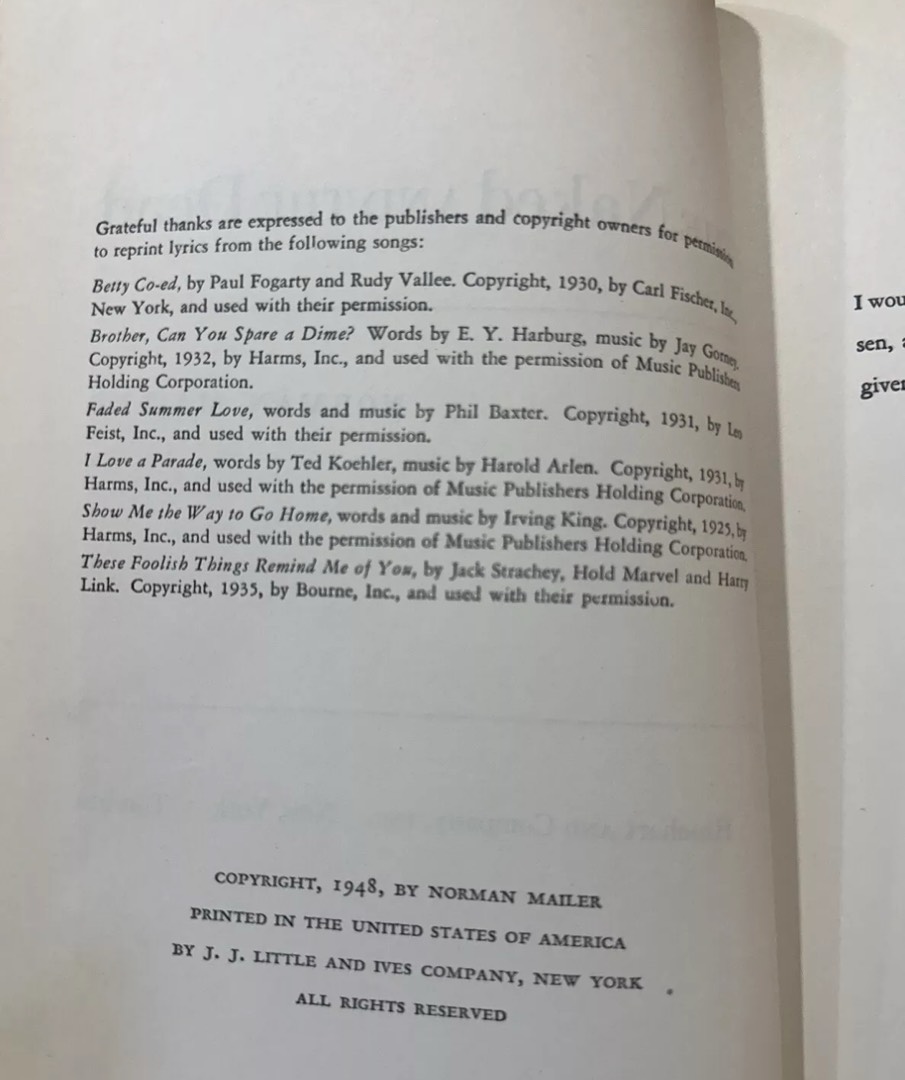 Grateful thanks are expressed to the publishers and copyright owners for permission
to reprint lyrics from the following songs:
Betty Co-ed, by Paul Fogarty and Rudy Vallee. Copyright, 1930, by Carl Fischer, Inc.,
New York, and used with their permission.
Brother, Can You Spare a Dime? Words by E. Y. Harburg, music by Jay Gorney.
Copyright, 1932, by Harms, Inc., and used with the permission of Music Publishers
Holding Corporation.
Faded Summer Love, words and music by Phil Baxter. Copyright, 1931, by Leo
Feist, Inc., and used with their permission.
I Love a Parade, words by Ted Koehler, music by Harold Arlen. Copyright, 1931, by
Harms, Inc., and used with the permission of Music Publishers Holding Corporation.
Show Me the Way to Go Home, words and music by Irving King. Copyright, 1925, by
Harms, Inc., and used with the permission of Music Publishers Holding Corporation.
These Foolish Things Remind Me of You, by Jack Strachey, Hold Marvel and Harry
Link. Copyright, 1935, by Bourne, Inc., and used with their permission.
COPYRIGHT, 1948, BY NORMAN MAILER
PRINTED IN THE UNITED STATES OF AMERICA
BY J. J. LITTLE AND IVES COMPANY, NEW YORK
ALL RIGHTS RESERVED
I wou
sen, a
given